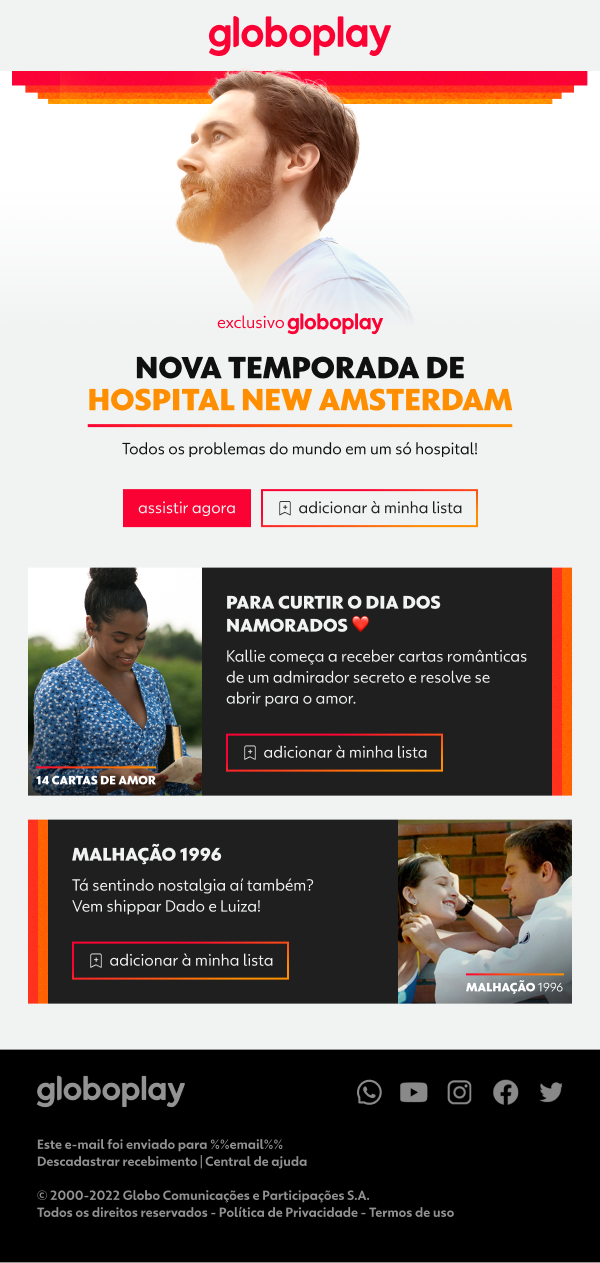 globoplay
exclusivo globoplay
NOVA TEMPORADA DE
HOSPITAL NEW AMSTERDAM
Todos os problemas do mundo em um só hospital!
assistir agora
adicionar à minha lista
PARA CURTIR O DIA DOS
NAMORADOS ❤️
Kallie começa a receber cartas românticas
de um admirador secreto e resolve se
abrir para o amor.
adicionar à minha lista
14 CARTAS DE AMOR
MALHAÇÃO 1996
Tá sentindo nostalgia aí também?
Vem shippar Dado e Luiza!
adicionar à minha lista
MALHAÇÃO 1996
globoplay
Este e-mail foi enviado para %%email%%
Descadastrar recebimento | Central de ajuda
© 2000-2022 Globo Comunicações e Participações S.A.
Todos os direitos reservados - Política de Privacidade - Termos de uso